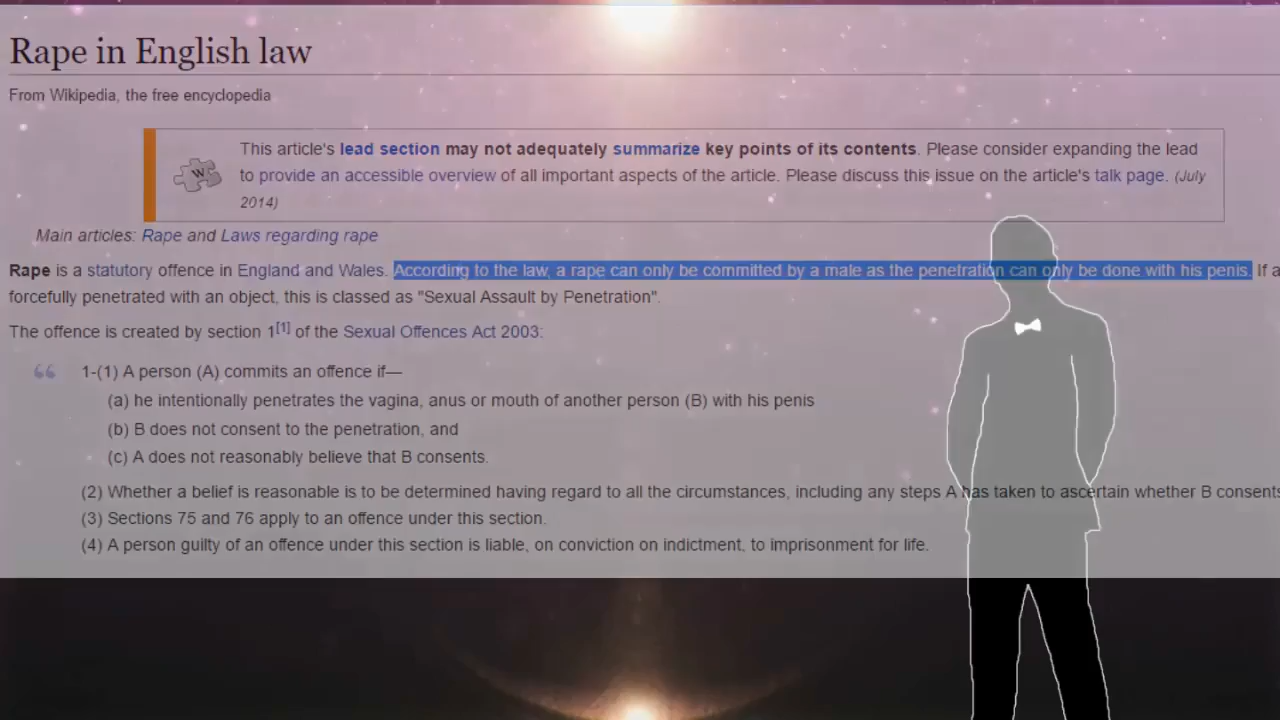 Rape in English law
From Wikipedia, the free encyclopedia
This article's lead section may not adequately summarize key points of its contents. Please consider expanding the lead
to provide an accessible overview of all important aspects of the article. Please discuss this issue on the article's talk page. (July
2014)
Main articles: Rape and Laws regarding rape
Rape is a statutory offence in England and Wales. According to the law, a rape can only be committed by a male as the penetration can only be done with his penis. If a
forcefully penetrated with an object, this is classed as "Sexual Assault by Penetration".
The offence is created by section 1[1] of the Sexual Offences Act 2003:
1-(1) A person (A) commits an offence if—
(a) he intentionally penetrates the vagina, anus or mouth of another person (B) with his penis
(b) B does not consent to the penetration, and
(c) A does not reasonably believe that B consents.
(2) Whether a belief is reasonable is to be determined having regard to all the circumstances, including any steps A has taken to ascertain whether B consents
(3) Sections 75 and 76 apply to an offence under this section.
(4) A person guilty of an offence under this section is liable, on conviction on indictment, to imprisonment for life.